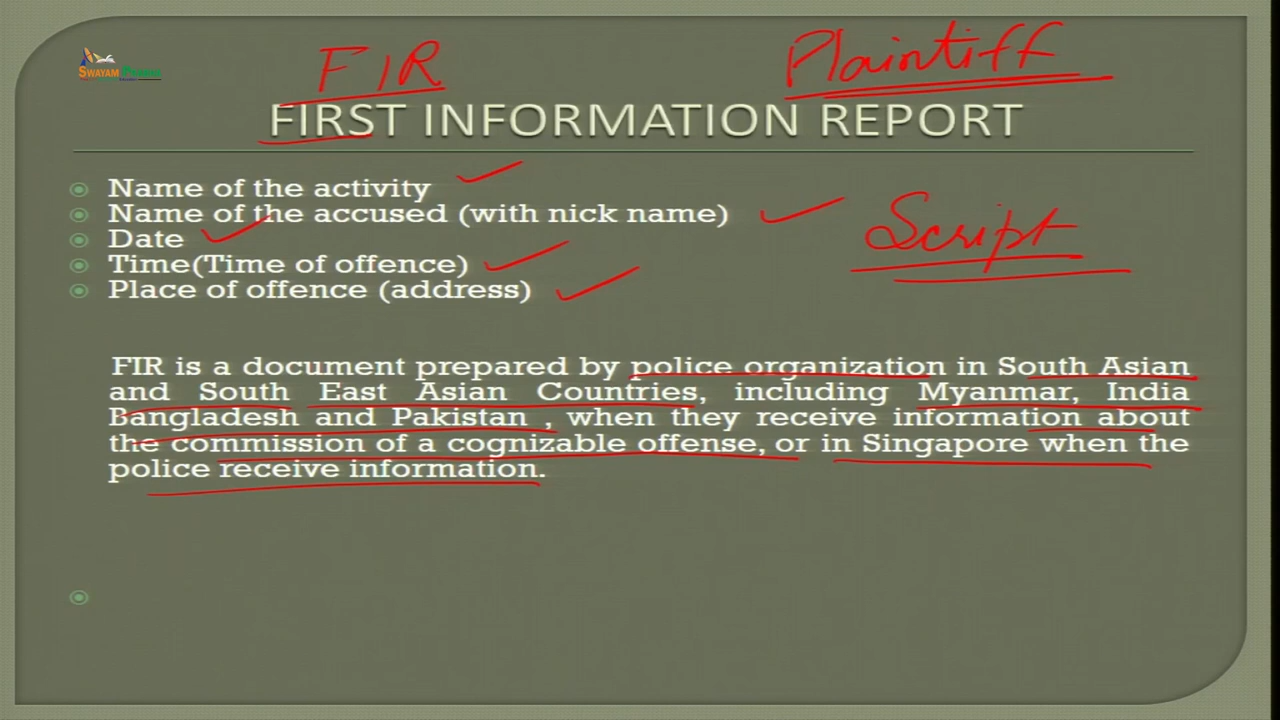 SWAYAM PRABHA
FIR
Plaintiff
FIRST INFORMATION REPORT
Name of the activity
Name of the accused (with nick name)
Script
Date
Time(Time of offence)
Place of offence (address)
FIR is a document prepared by police organization in South Asian
and South East Asian Countries, including Myanmar, India
Bangladesh and Pakistan , when they receive information about
the commission of a cognizable offense, or in Singapore when the
police receive information.